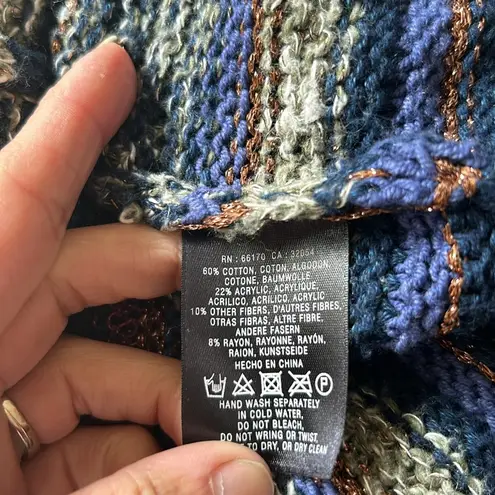 RN : 66170 CA : 32054
60% COTTON, COTON, ALGODON,
COTONE, BAUMWOLLE
22% ACRYLIC, ACRYLIQUE,
ACRILICO, ACRILICO, ACRYL
10% OTHER FIBERS, D'AUTRES FIBRES,
OTRAS FIBRAS, ALTRE FIBRE,
ANDERE FASERN
8% RAYON, RAYONNE, RAYÓN,
RAION, KUNSTSEIDE
HECHO EN CHINA
P
HAND WASH SEPARATELY
IN COLD WATER,
DO NOT BLEACH,
DO NOT WRING OR TWIST,
TO DRY, OR DRY CLEAN